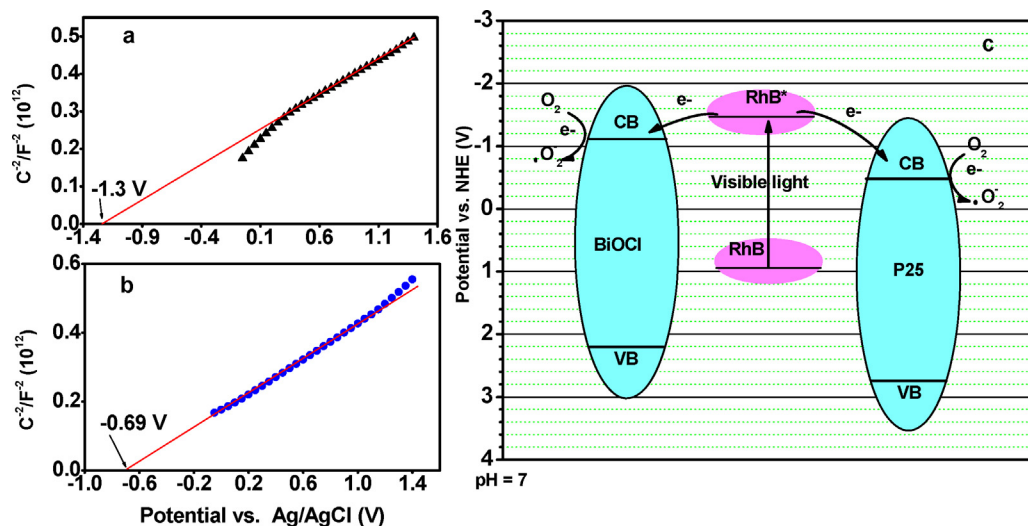 a
C⁻²/F⁻² (10¹²)
0.5
0.4
0.3
0.2
0.1
0.0
-1.3 V
-1.4 -0.9 -0.4 0.1 0.6 1.1 1.6
b
C⁻²/F⁻² (10¹²)
0.6
0.4
0.2
0.0
-0.69 V
-1.0 -0.6 -0.2 0.2 0.6 1.0 1.4
Potential vs. Ag/AgCl (V)
c
Potential vs. NHE (V)
-3
-2
-1
0
1
2
3
4
pH = 7
O₂
e-
.O₂⁻
CB
BiOCl
VB
e-
RhB*
e-
Visible light
RhB
CB
P25
VB
O₂
e-
.O₂⁻